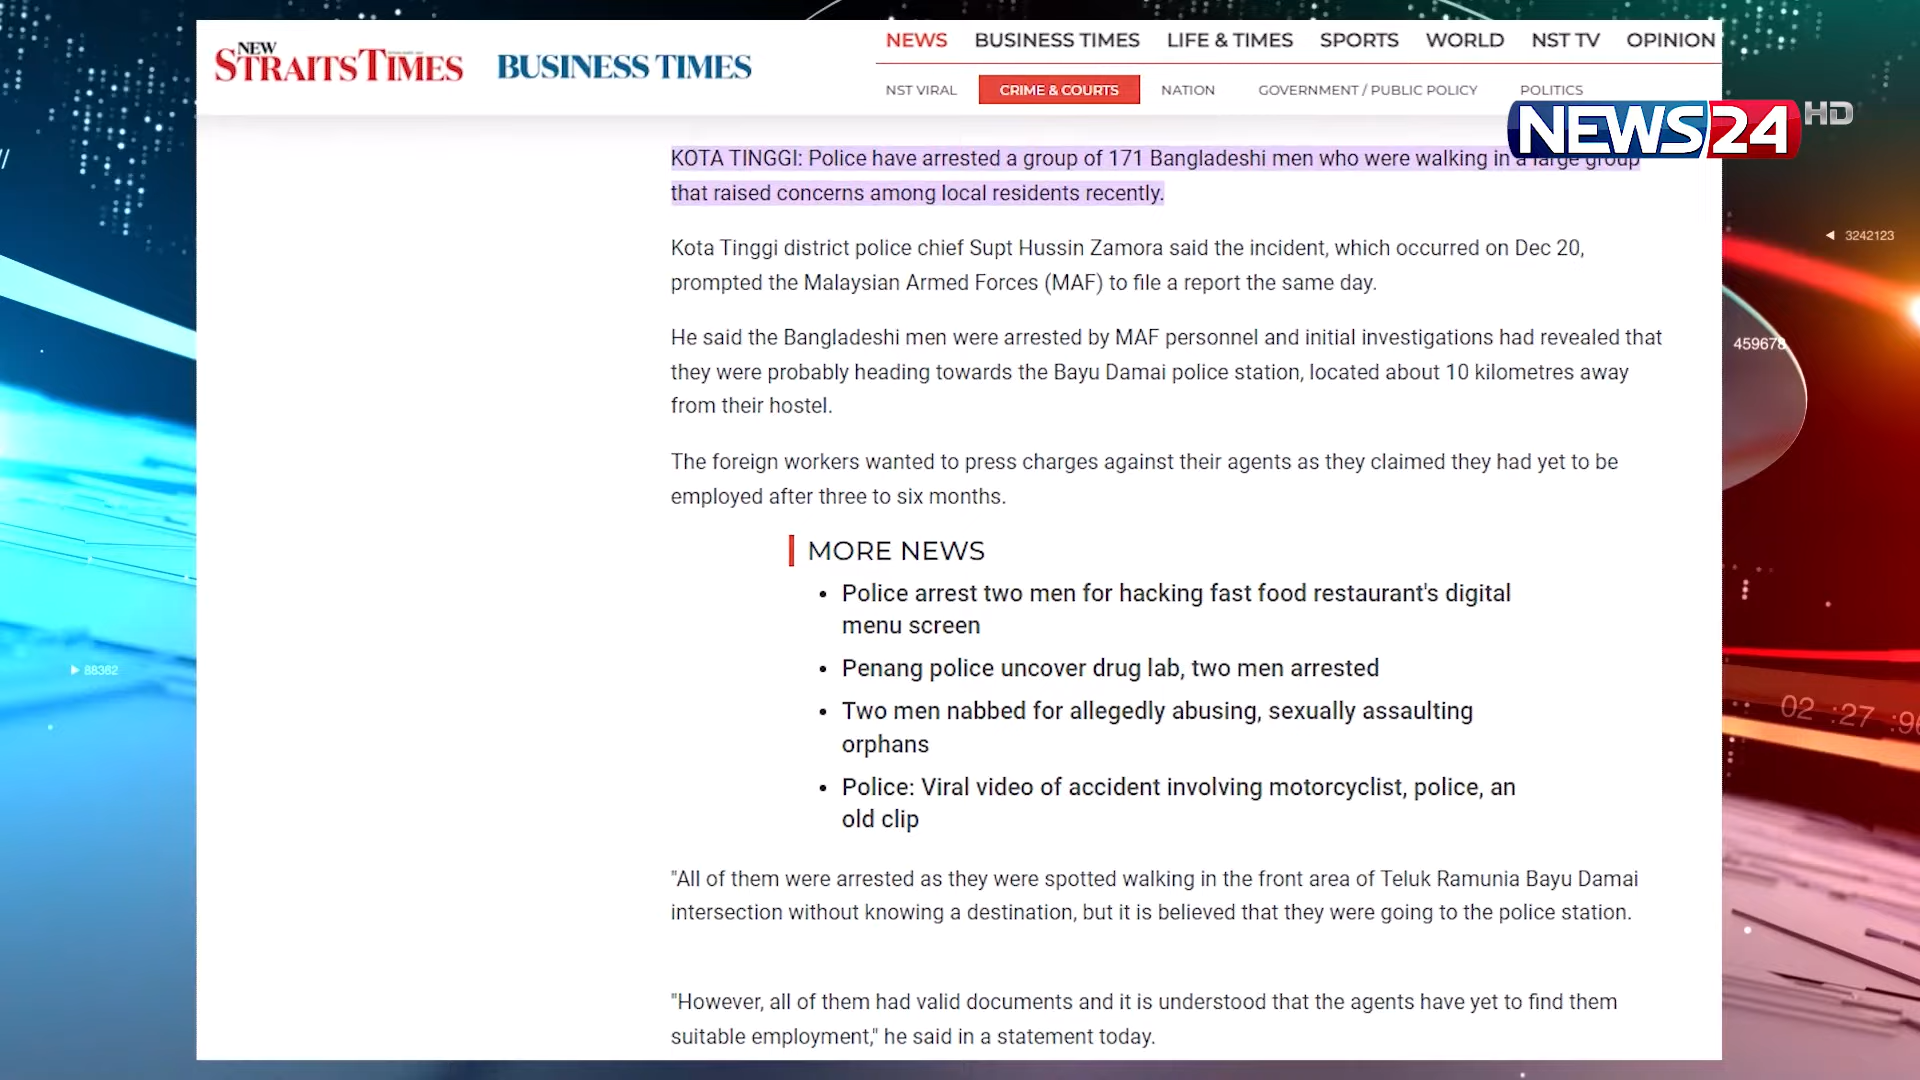 NEW
STRAITS TIMES
BUSINESS TIMES
NEWS BUSINESS TIMES LIFE & TIMES SPORTS WORLD NST TV OPINION
NST VIRAL CRIME & COURTS NATION GOVERNMENT / PUBLIC POLICY POLITICS
NEWS 24 HD
KOTA TINGGI: Police have arrested a group of 171 Bangladeshi men who were walking in a large group
that raised concerns among local residents recently.
Kota Tinggi district police chief Supt Hussin Zamora said the incident, which occurred on Dec 20,
prompted the Malaysian Armed Forces (MAF) to file a report the same day.
He said the Bangladeshi men were arrested by MAF personnel and initial investigations had revealed that
they were probably heading towards the Bayu Damai police station, located about 10 kilometres away
from their hostel.
The foreign workers wanted to press charges against their agents as they claimed they had yet to be
employed after three to six months.
MORE NEWS
• Police arrest two men for hacking fast food restaurant's digital
menu screen
• Penang police uncover drug lab, two men arrested
• Two men nabbed for allegedly abusing, sexually assaulting
orphans
• Police: Viral video of accident involving motorcyclist, police, an
old clip
"All of them were arrested as they were spotted walking in the front area of Teluk Ramunia Bayu Damai
intersection without knowing a destination, but it is believed that they were going to the police station.
"However, all of them had valid documents and it is understood that the agents have yet to find them
suitable employment," he said in a statement today.
3242123
459678
88362
02 :27 :96